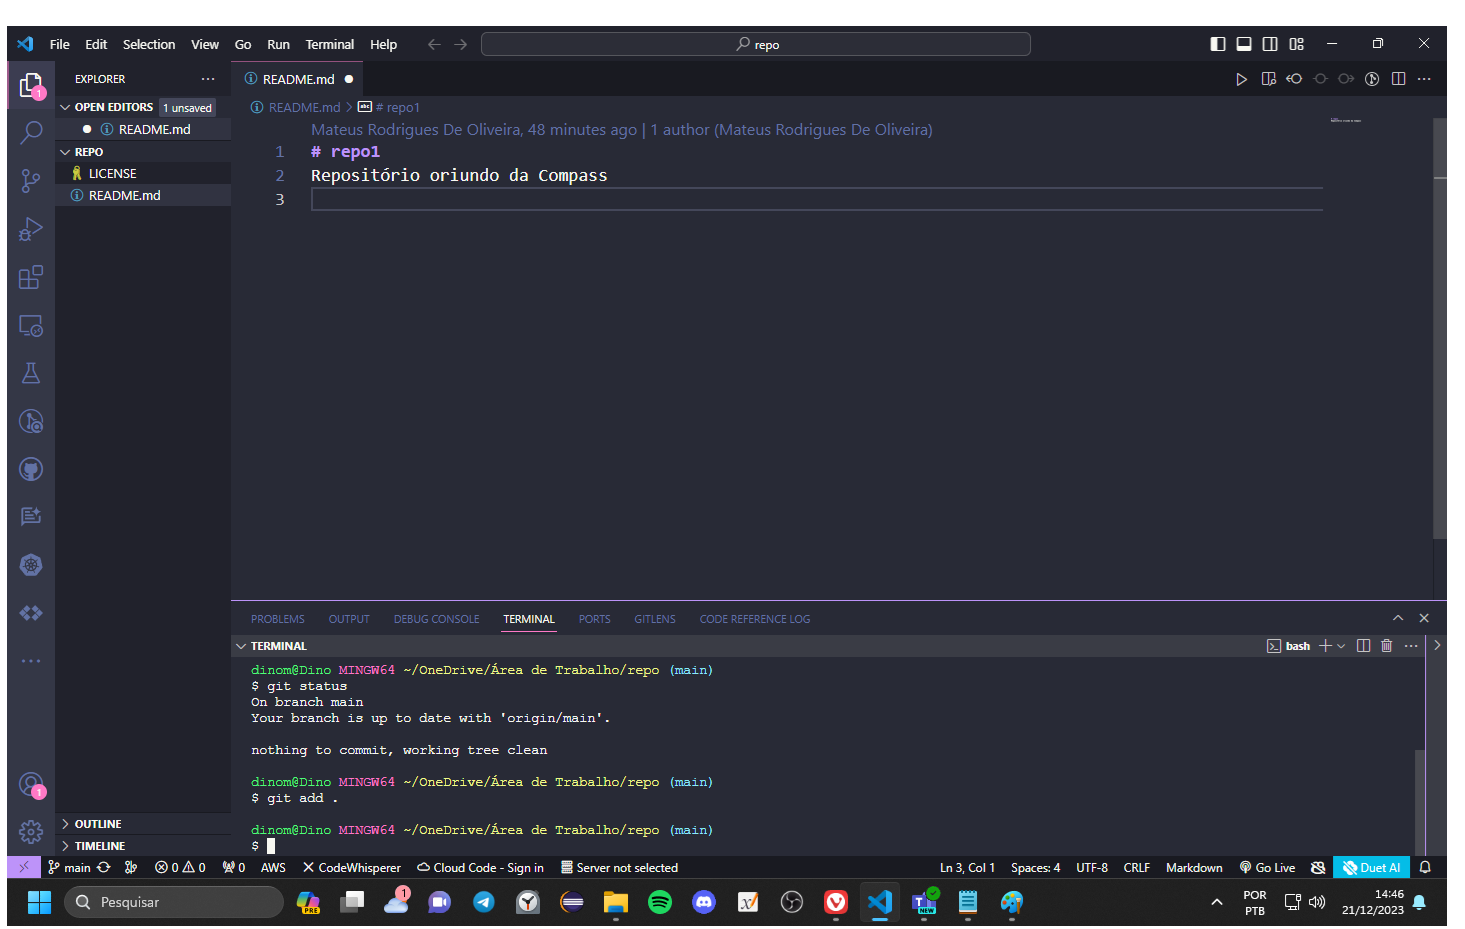 File Edit Selection View Go Run Terminal Help
repo
EXPLORER
README.md
1
OPEN EDITORS 1 unsaved
README.md > # repo1
README.md
Mateus Rodrigues De Oliveira, 48 minutes ago | 1 author (Mateus Rodrigues De Oliveira)
REPO
1 # repo1
LICENSE
2 Repositório oriundo da Compass
README.md
3
PROBLEMS OUTPUT DEBUG CONSOLE TERMINAL PORTS GITLENS CODE REFERENCE LOG
TERMINAL
bash
dinom@Dino MINGW64 ~/OneDrive/Área de Trabalho/repo (main)
$ git status
On branch main
Your branch is up to date with 'origin/main'.
nothing to commit, working tree clean
dinom@Dino MINGW64 ~/OneDrive/Área de Trabalho/repo (main)
$ git add .
dinom@Dino MINGW64 ~/OneDrive/Área de Trabalho/repo (main)
$
1
OUTLINE
TIMELINE
main 0 0 0 AWS CodeWhisperer Cloud Code - Sign in Server not selected Ln 3, Col 1 Spaces: 4 UTF-8 CRLF Markdown Go Live Duet AI
Pesquisar
PRE
1
NEW
POR
PTB
14:46
21/12/2023